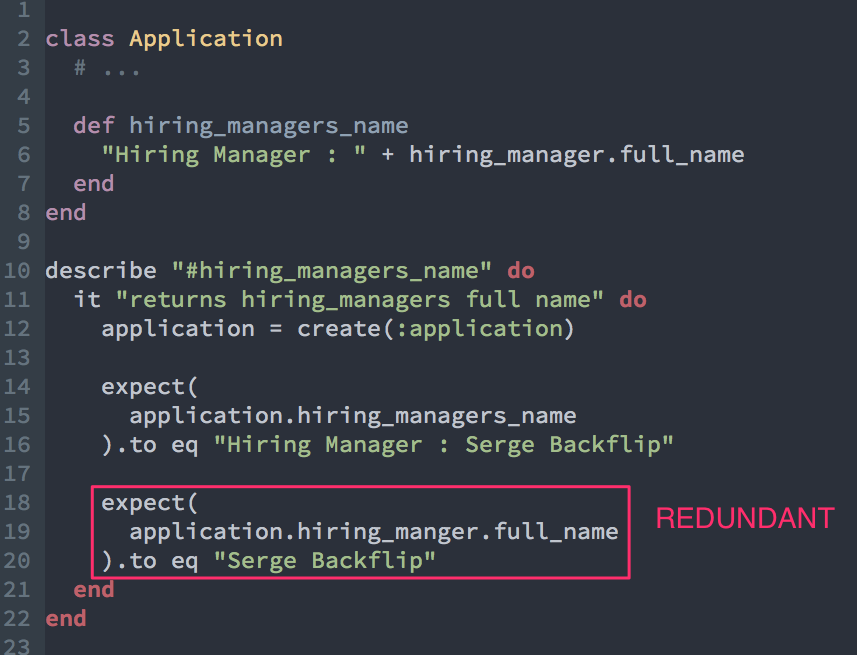 1
2 class Application
3   # ...
4
5   def hiring_managers_name
6     "Hiring Manager : " + hiring_manager.full_name
7   end
8 end
9
10 describe "#hiring_managers_name" do
11   it "returns hiring_managers full name" do
12     application = create(:application)
13
14     expect(
15       application.hiring_managers_name
16     ).to eq "Hiring Manager : Serge Backflip"
17
18     expect(
19       application.hiring_manger.full_name
20     ).to eq "Serge Backflip"
REDUNDANT
21   end
22 end
23